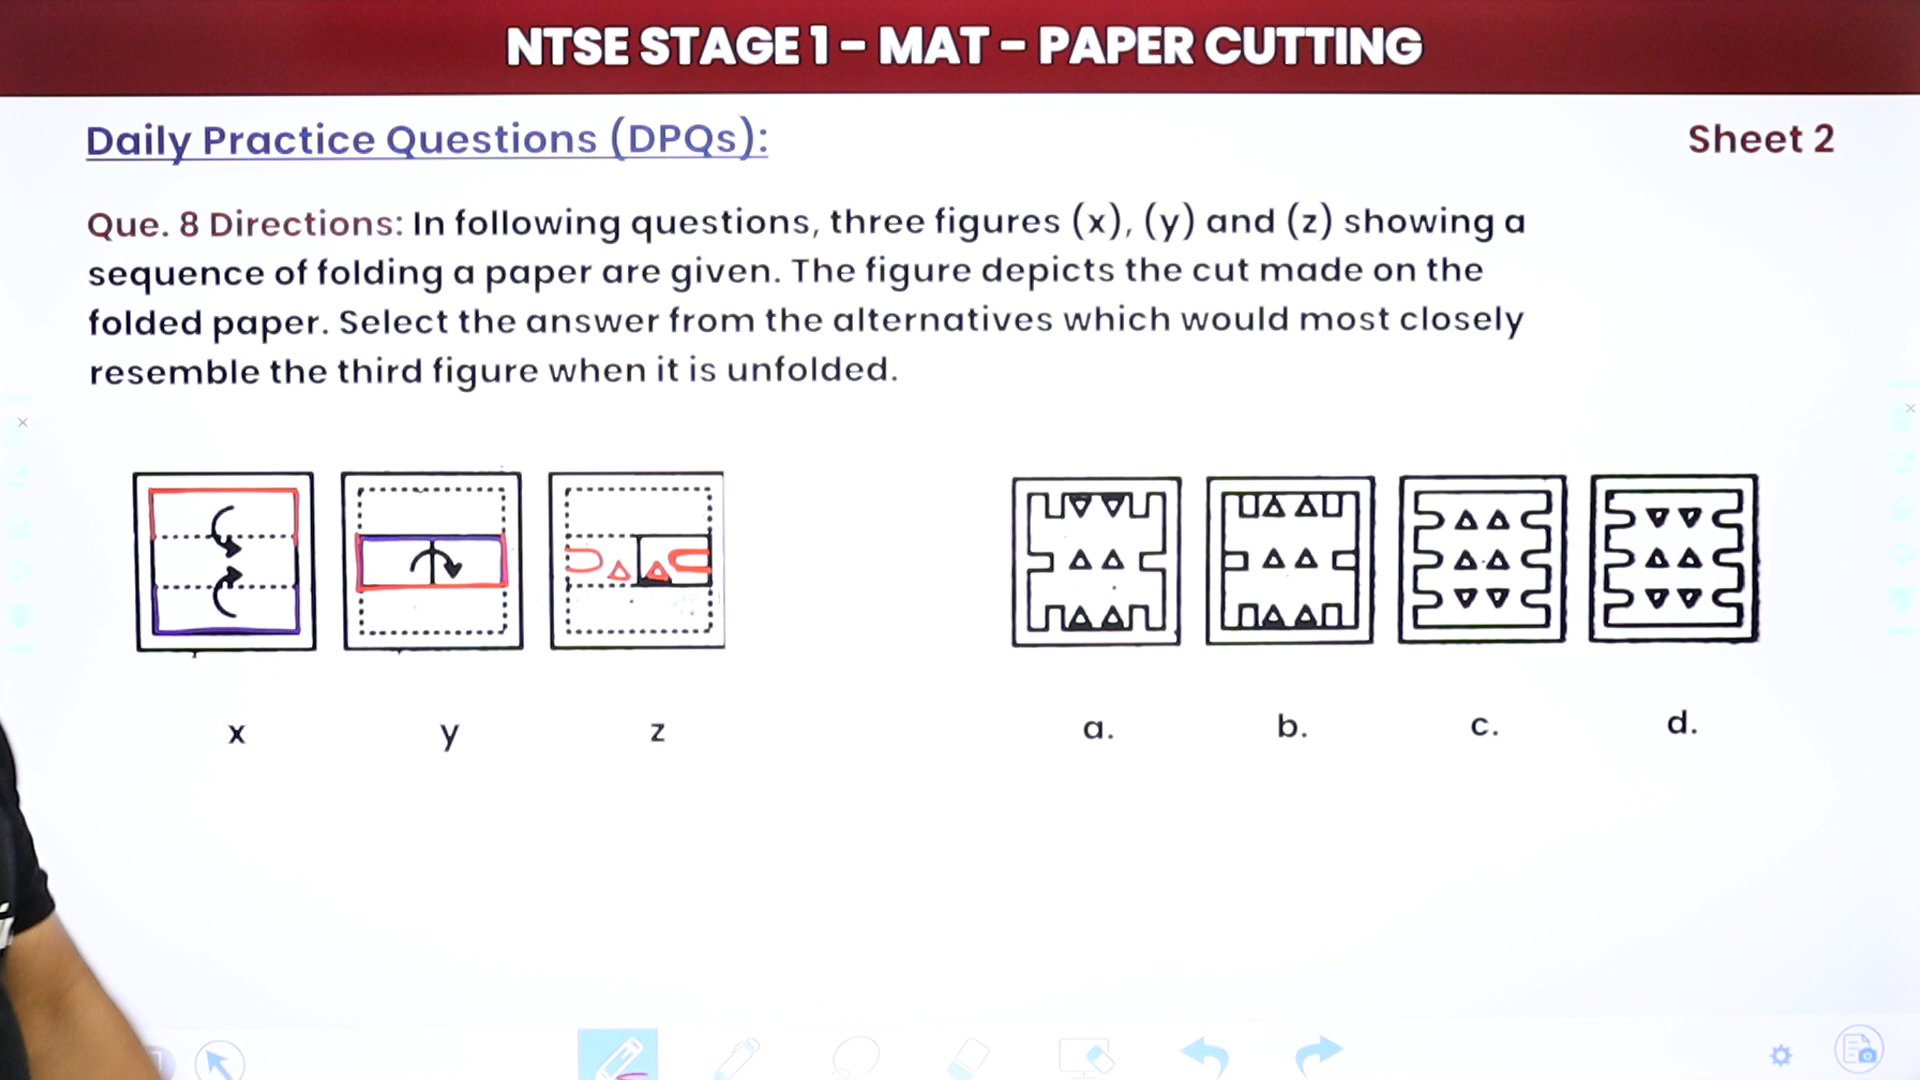 NTSE STAGE 1 – MAT – PAPER CUTTING
Daily Practice Questions (DPQs):
Sheet 2
Que. 8 Directions: In following questions, three figures (x), (y) and (z) showing a
sequence of folding a paper are given. The figure depicts the cut made on the
folded paper. Select the answer from the alternatives which would most closely
resemble the third figure when it is unfolded.
x y z a. b. c. d.